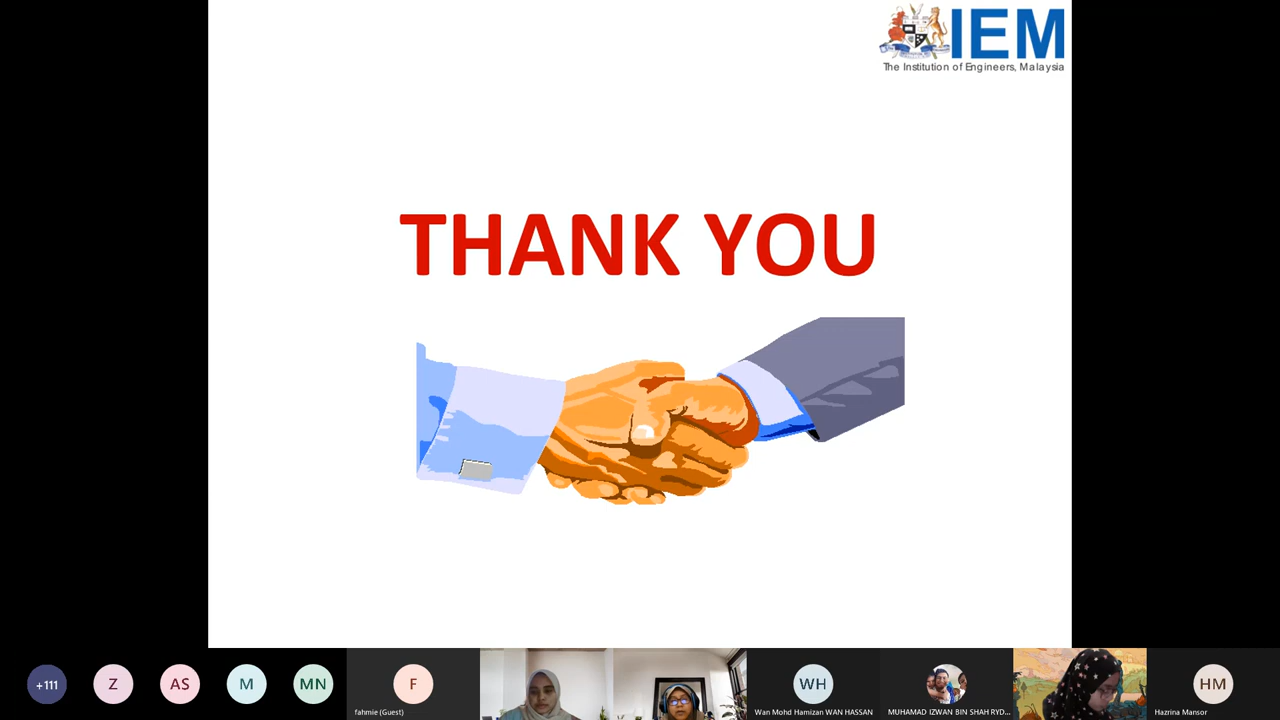 IEM
The Institution of Engineers, Malaysia
THANK YOU
+111
Z
AS
M
MN
F
fahmie (Guest)
WH
Wan Mohd Hamizan WAN HASSAN
MUHAMAD IZWAN BIN SHAH RYD...
HM
Hazrina Mansor